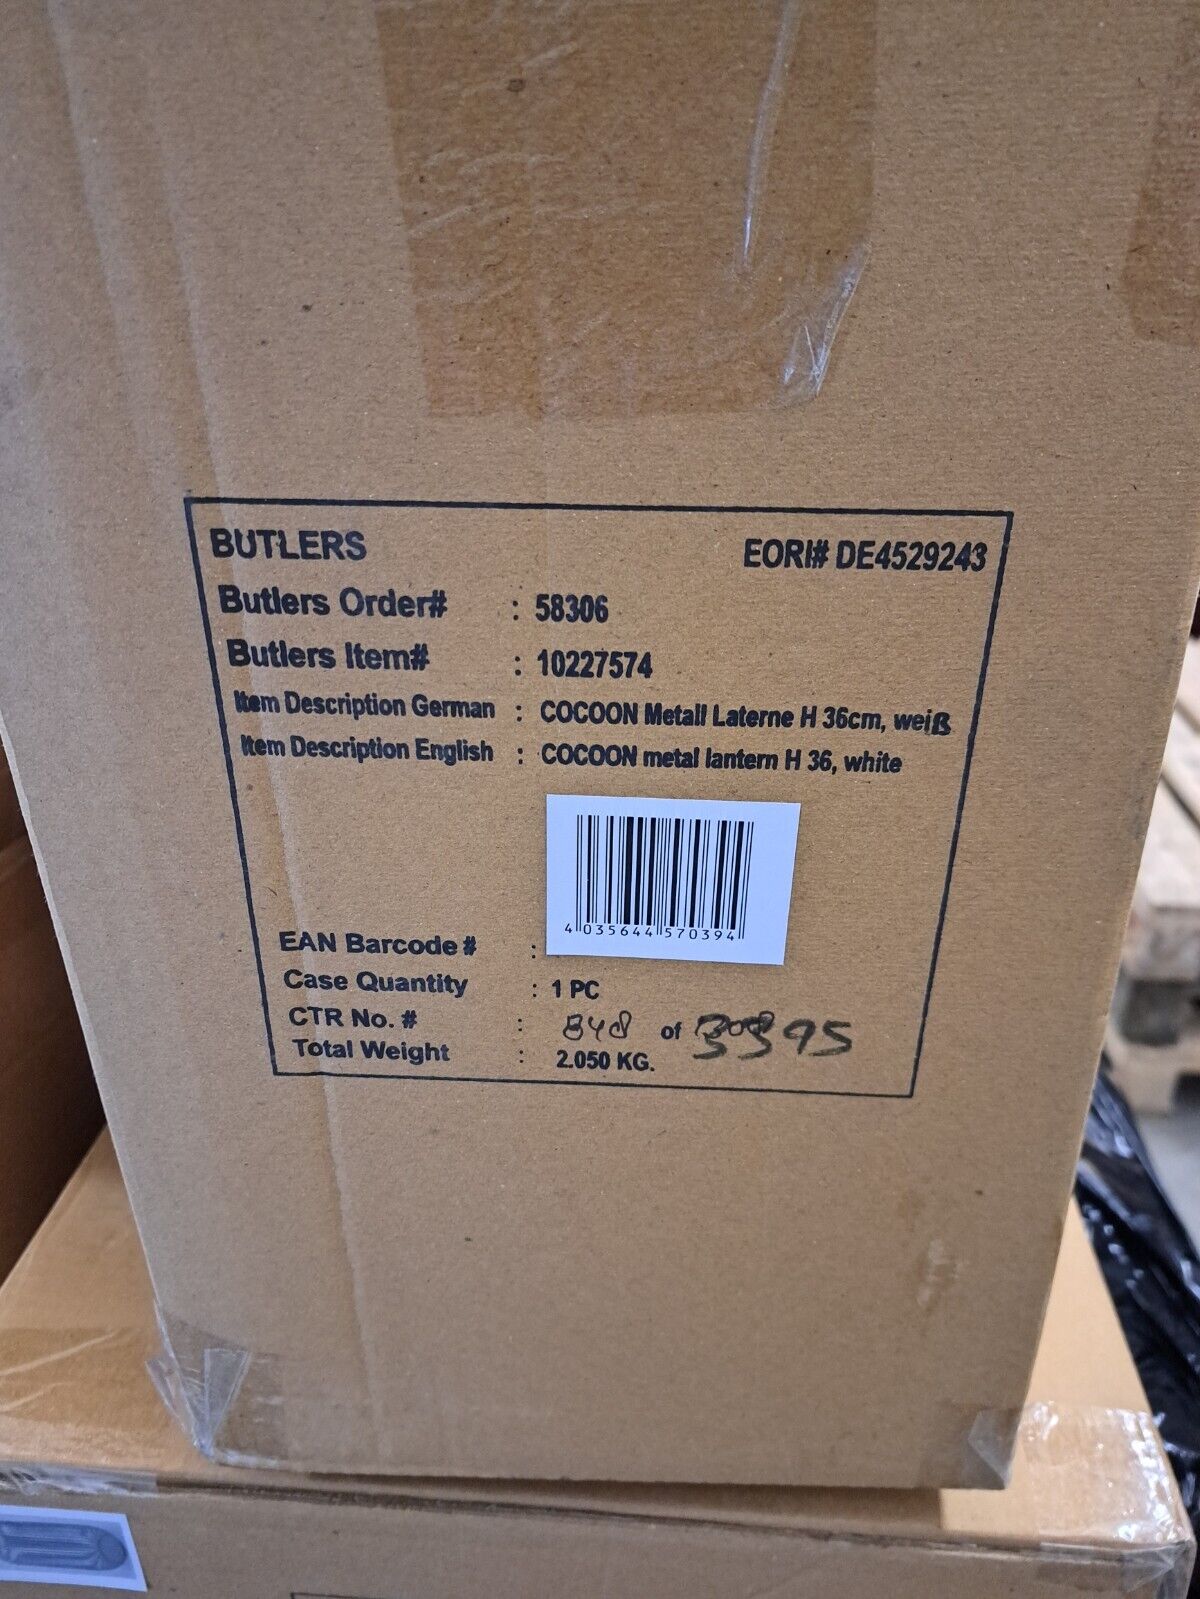 BUTLERS EORI# DE4529243
Butlers Order# : 58306
Butlers Item# : 10227574
Item Description German : COCOON Metall Laterne H 36cm, weiß
Item Description English : COCOON metal lantern H 36, white
4 035644 570394
EAN Barcode # :
Case Quantity : 1 PC
CTR No. # : 848 of 3395
Total Weight : 2.050 KG.